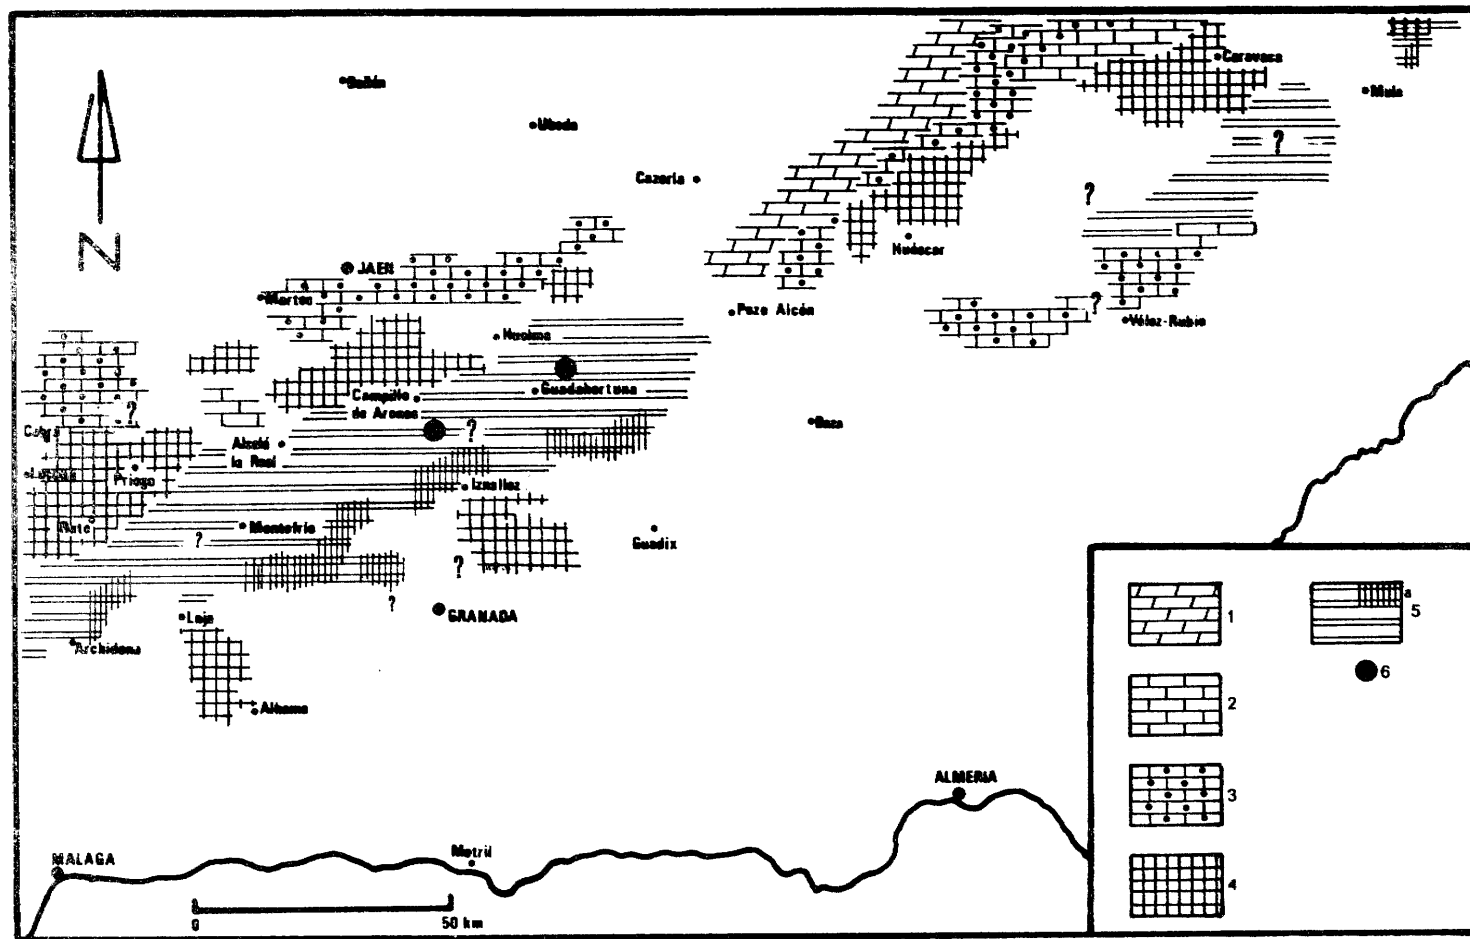 Caravaca
Bailén
Mula
Ubeda
?
Cazorla
?
Huéscar
JAEN
Martos
?
Pozo Alcón
Vélez-Rubio
Huelma
Guadahortuna
Campillo
de Arenas
?
Cabra
?
Baza
Alcalá
la Real
Priego
Iznalloz
Rute
Montefrío
Guadix
?
?
?
GRANADA
Loja
Archidona
Alhama
1
a
5
6
2
3
4
ALMERIA
MALAGA
Motril
0
50 km
N